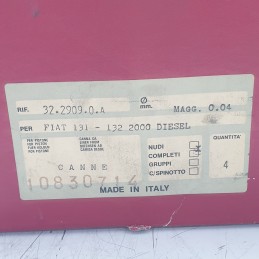 RIF. 32.2909.0.A Ø mm. MAGG. 0.04
PER FIAT 131 - 132 2000 DIESEL
QUANTITA'
NUDI
COMPLETI
GRUPPI
C/SPINOTTO
4
CANNE
10830714
MADE IN ITALY